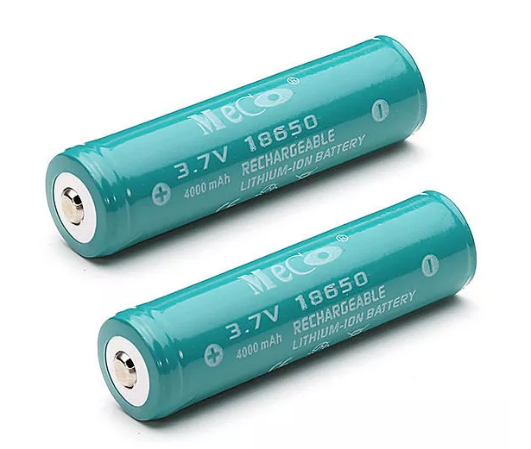 MeCo®
3.7V 18650
4000 mAh RECHARGEABLE
LITHIUM-ION BATTERY
+
-
MeCo®
3.7V 18650
4000 mAh RECHARGEABLE
LITHIUM-ION BATTERY
+
-